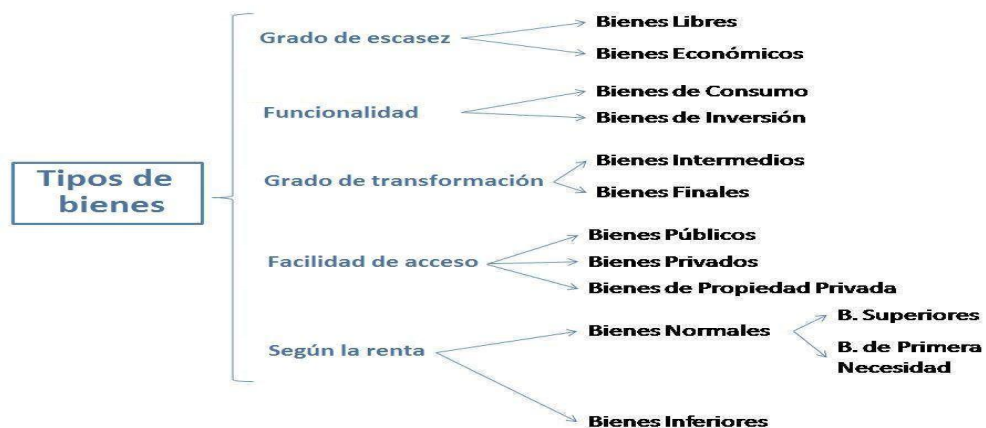 Tipos de
bienes
Grado de escasez
Bienes Libres
Bienes Económicos
Funcionalidad
Bienes de Consumo
Bienes de Inversión
Grado de transformación
Bienes Intermedios
Bienes Finales
Facilidad de acceso
Bienes Públicos
Bienes Privados
Bienes de Propiedad Privada
Según la renta
Bienes Normales
B. Superiores
B. de Primera
Necesidad
Bienes Inferiores